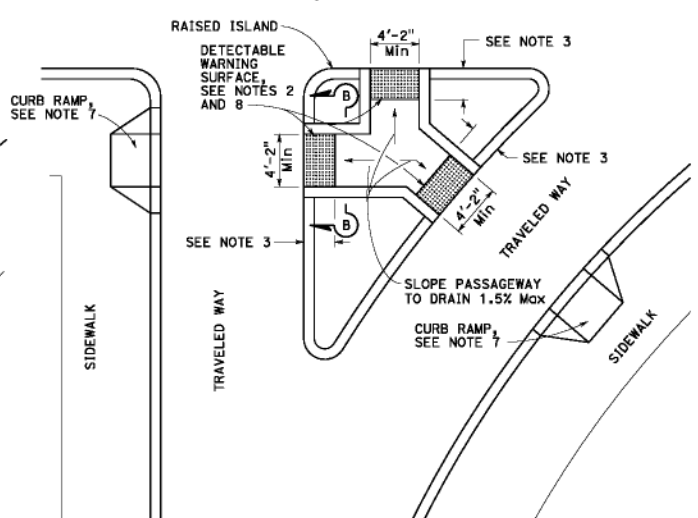 RAISED ISLAND
4'-2"
Min
SEE NOTE 3
DETECTABLE
WARNING
SURFACE,
SEE NOTES 2
AND 8
B
CURB RAMP,
SEE NOTE 7
4'-2"
Min
SEE NOTE 3
4'-2"
Min
TRAVELED WAY
B
SEE NOTE 3
SLOPE PASSAGEWAY
TO DRAIN 1.5% Max
CURB RAMP,
SEE NOTE 7
SIDEWALK
TRAVELED WAY
SIDEWALK